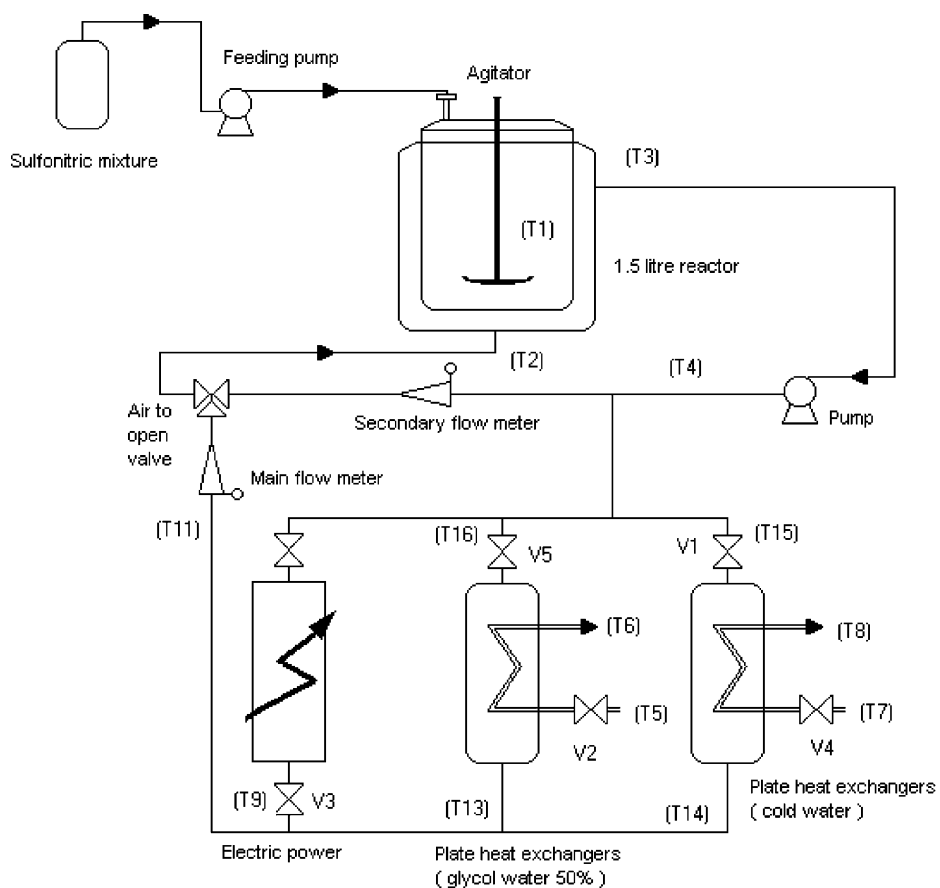 Feeding pump
Agitator
Sulfonitric mixture
(T3)
(T1)
1.5 litre reactor
(T2)
(T4)
Air to
open
valve
Secondary flow meter
Pump
Main flow meter
(T11)
(T16)
V5
V1
(T15)
(T6)
(T8)
(T5)
(T7)
V2
V4
(T9)
V3
(T13)
(T14)
Plate heat exchangers
( cold water )
Electric power
Plate heat exchangers
( glycol water 50% )